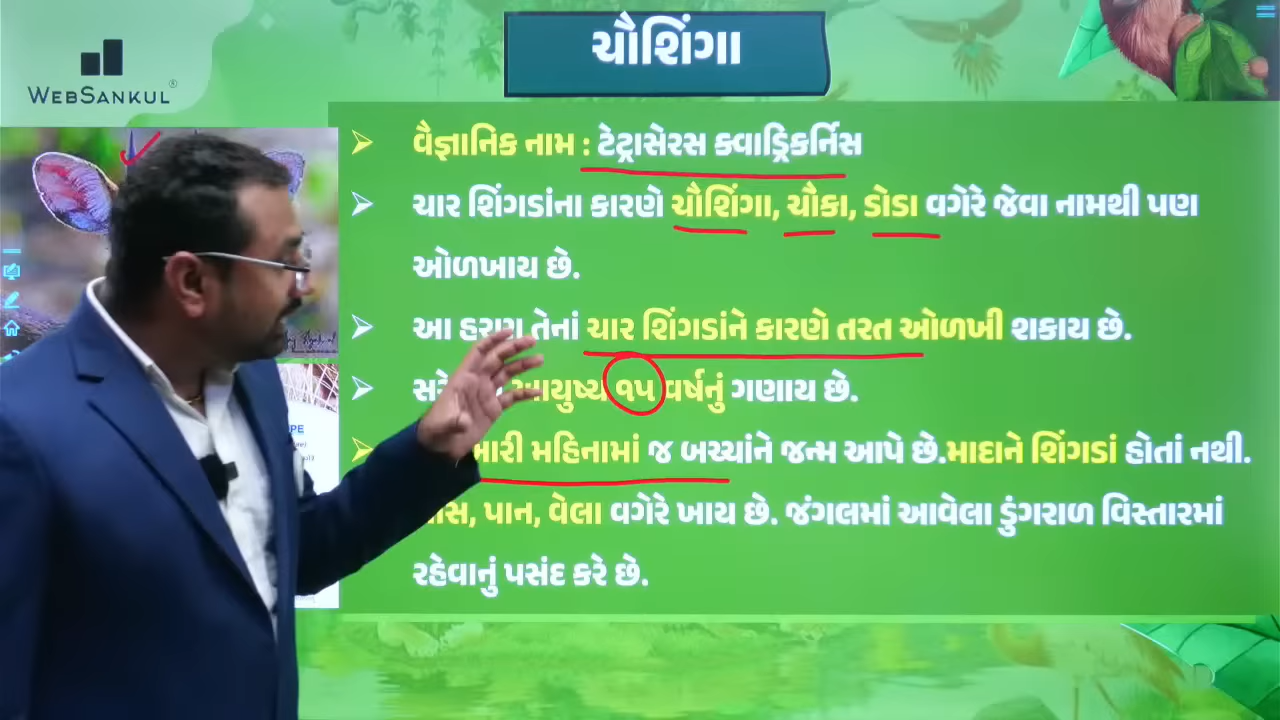 ચૌશિંગા
WEBSANKUL®
વૈજ્ઞાનિક નામ : ટેટ્રાસેરસ ક્વાડ્રિકર્નિસ
ચાર શિંગડાંના કારણે ચૌશિંગા, ચૌકા, ડોડા વગેરે જેવા નામથી પણ
ઓળખાય છે.
આ હરણ તેનાં ચાર શિંગડાંને કારણે તરત ઓળખી શકાય છે.
આયુષ્ય ૧૫ વર્ષનું ગણાય છે.
મહિનામાં જ બચ્ચાંને જન્મ આપે છે.માદાને શિંગડાં હોતાં નથી.
પાન, વેલા વગેરે ખાય છે. જંગલમાં આવેલા ડુંગરાળ વિસ્તારમાં
રહેવાનું પસંદ કરે છે.